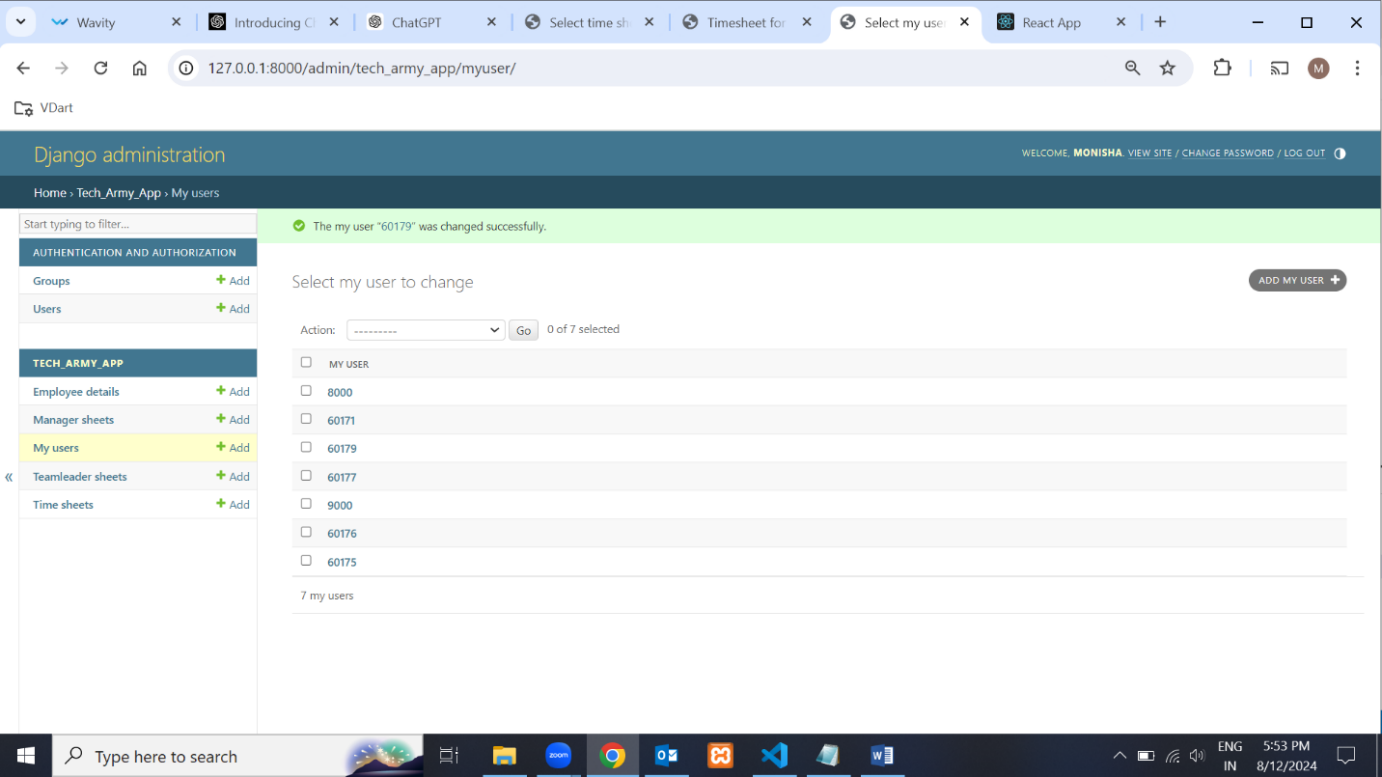 Wavity
Introducing C
ChatGPT
Select time sh
Timesheet for
Select my user
React App
127.0.0.1:8000/admin/tech_army_app/myuser/
M
VDart
Django administration
WELCOME, MONISHA. VIEW SITE / CHANGE PASSWORD / LOG OUT
Home › Tech_Army_App › My users
Start typing to filter...
The my user “60179” was changed successfully.
AUTHENTICATION AND AUTHORIZATION
Groups + Add
Users + Add
Select my user to change
ADD MY USER +
Action: --------- Go 0 of 7 selected
TECH_ARMY_APP
Employee details + Add
Manager sheets + Add
My users + Add
Teamleader sheets + Add
Time sheets + Add
«
MY USER
8000
60171
60179
60177
9000
60176
60175
7 my users
Type here to search
zoom
ENG
IN
5:53 PM
8/12/2024